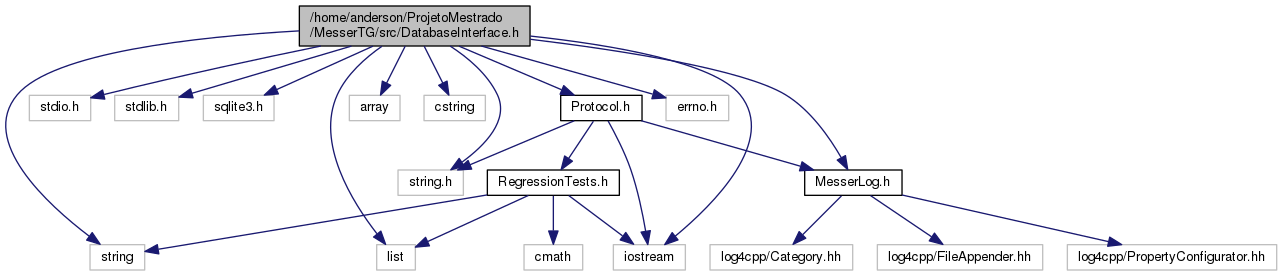 /home/anderson/ProjetoMestrado
/MesserTG/src/DatabaseInterface.h
stdio.h
stdlib.h
sqlite3.h
array
cstring
Protocol.h
errno.h
string.h
RegressionTests.h
MesserLog.h
string
list
cmath
iostream
log4cpp/Category.hh
log4cpp/FileAppender.hh
log4cpp/PropertyConfigurator.hh